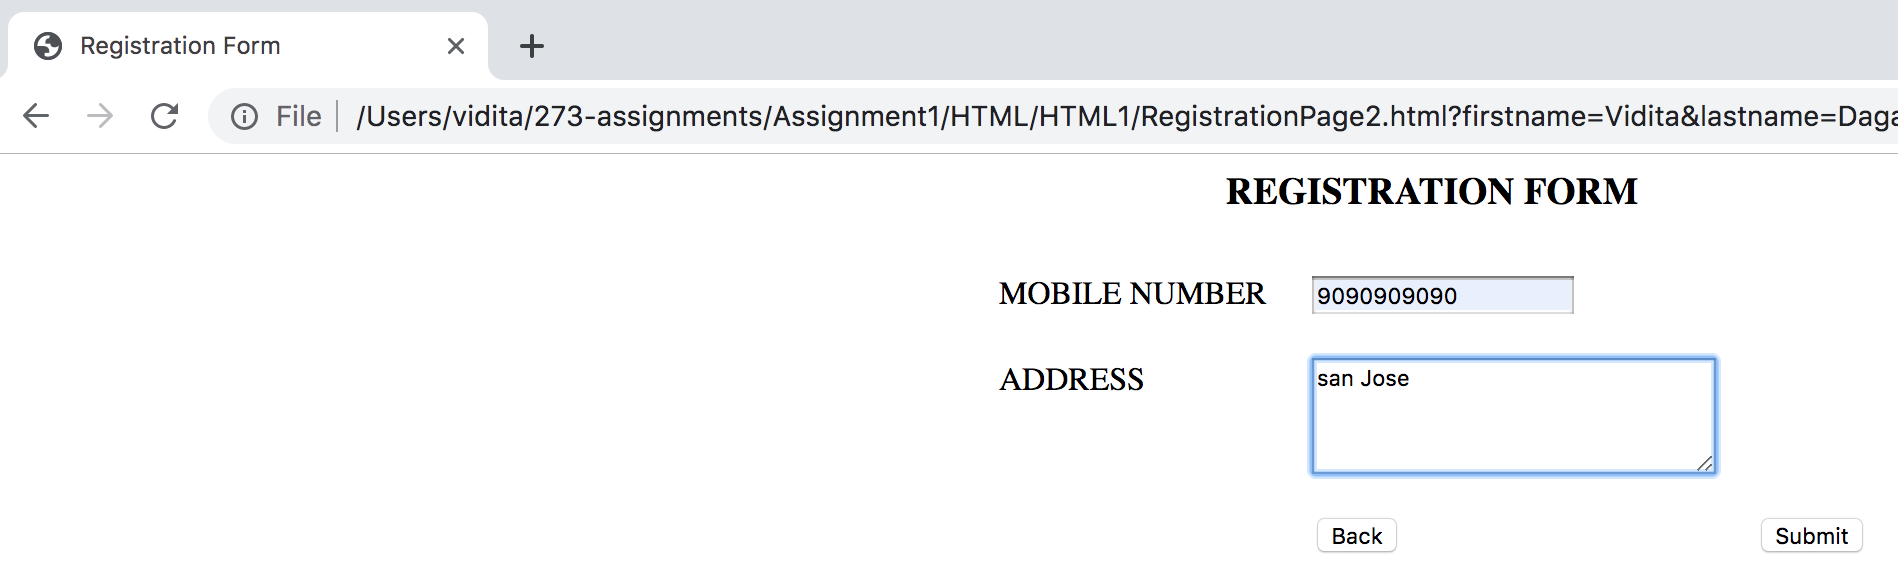 Registration Form
File /Users/vidita/273-assignments/Assignment1/HTML/HTML1/RegistrationPage2.html?firstname=Vidita&lastname=Daga
REGISTRATION FORM
MOBILE NUMBER 9090909090
ADDRESS san Jose
Back Submit